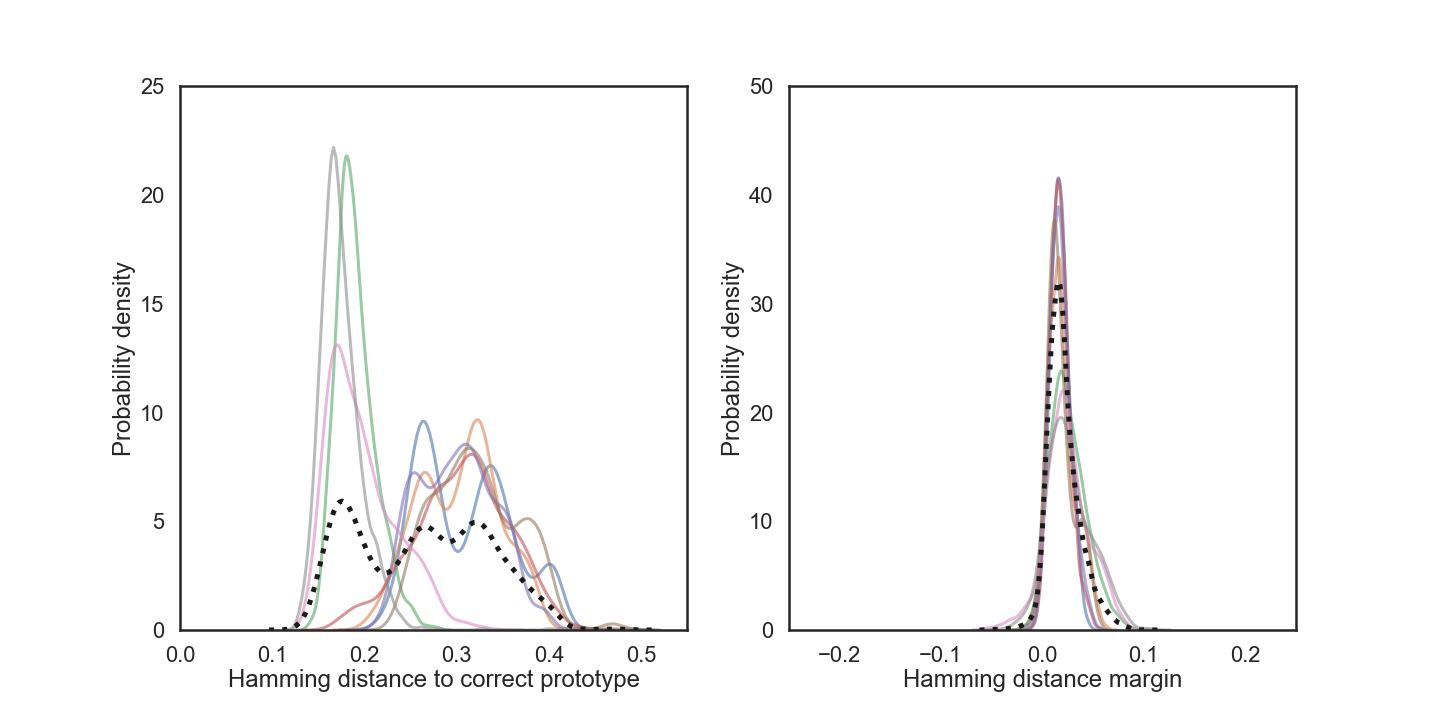 25
20
15
10
5
0
0.0 0.1 0.2 0.3 0.4 0.5
Hamming distance to correct prototype
Probability density
50
40
30
20
10
0
−0.2 −0.1 0.0 0.1 0.2
Hamming distance margin
Probability density